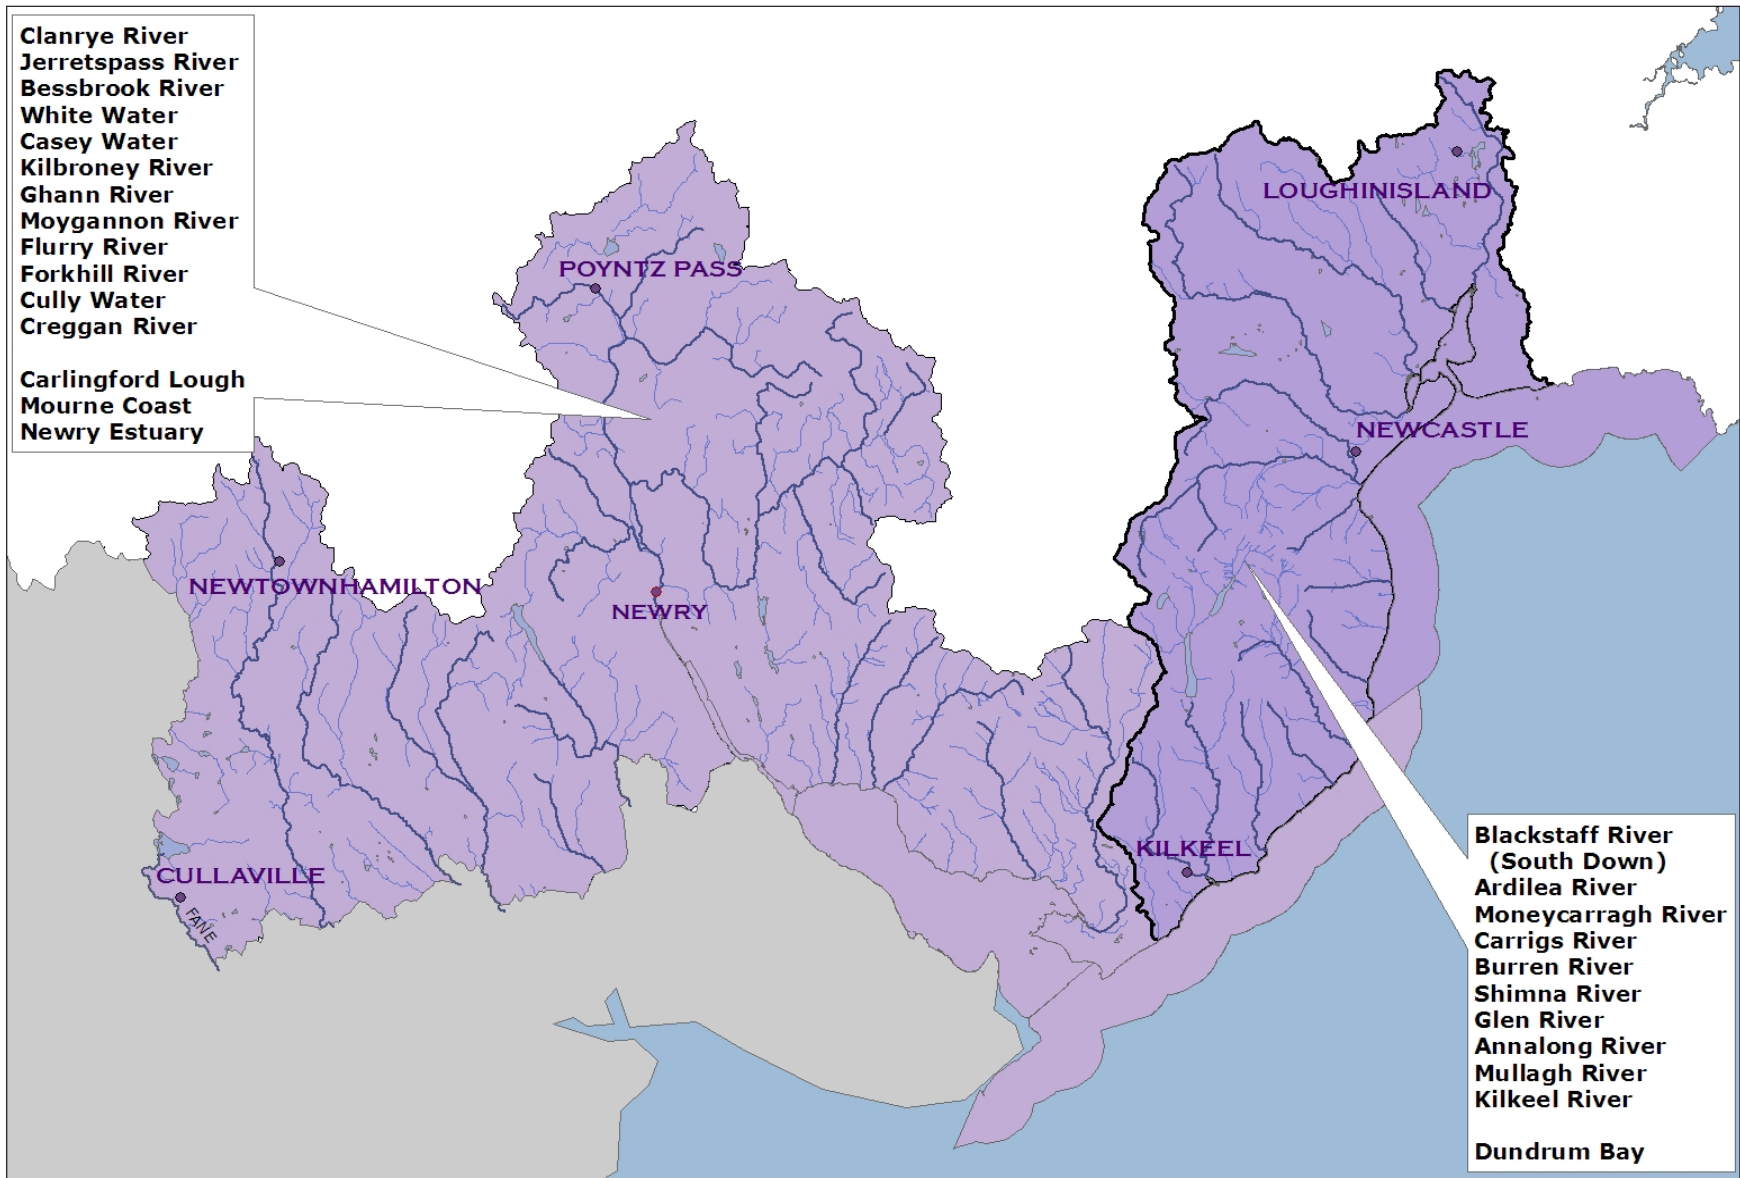 Clanrye River
Jerretspass River
Bessbrook River
White Water
Casey Water
Kilbroney River
Ghann River
Moygannon River
Flurry River
Forkhill River
Cully Water
Creggan River
Carlingford Lough
Mourne Coast
Newry Estuary
LOUGHINISLAND
POYNTZ PASS
NEWCASTLE
NEWTOWNHAMILTON
NEWRY
KILKEEL
CULLAVILLE
FANE
Blackstaff River
(South Down)
Ardilea River
Moneycarragh River
Carrigs River
Burren River
Shimna River
Glen River
Annalong River
Mullagh River
Kilkeel River
Dundrum Bay